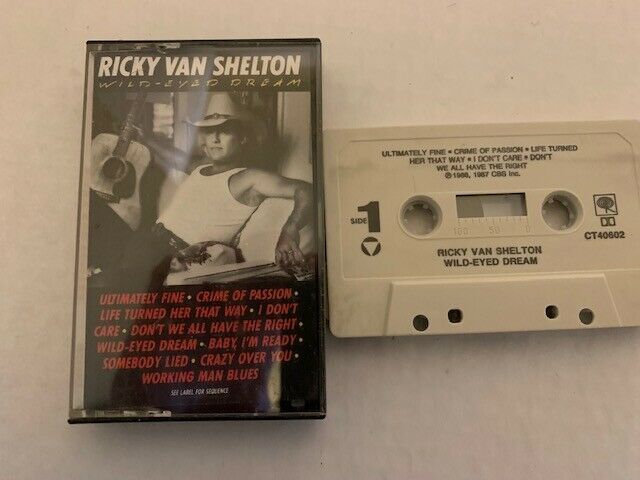 RICKY VAN SHELTON
WILD-EYED DREAM
ULTIMATELY FINE • CRIME OF PASSION •
LIFE TURNED HER THAT WAY • I DON'T
CARE • DON'T WE ALL HAVE THE RIGHT •
WILD-EYED DREAM • BABY, I'M READY •
SOMEBODY LIED • CRAZY OVER YOU •
WORKING MAN BLUES
SEE LABEL FOR SEQUENCE
ULTIMATELY FINE • CRIME OF PASSION • LIFE TURNED
HER THAT WAY • I DON'T CARE • DON'T
WE ALL HAVE THE RIGHT
℗ 1986, 1987 CBS Inc.
SIDE 1
100 50 0
CT40602
RICKY VAN SHELTON
WILD-EYED DREAM